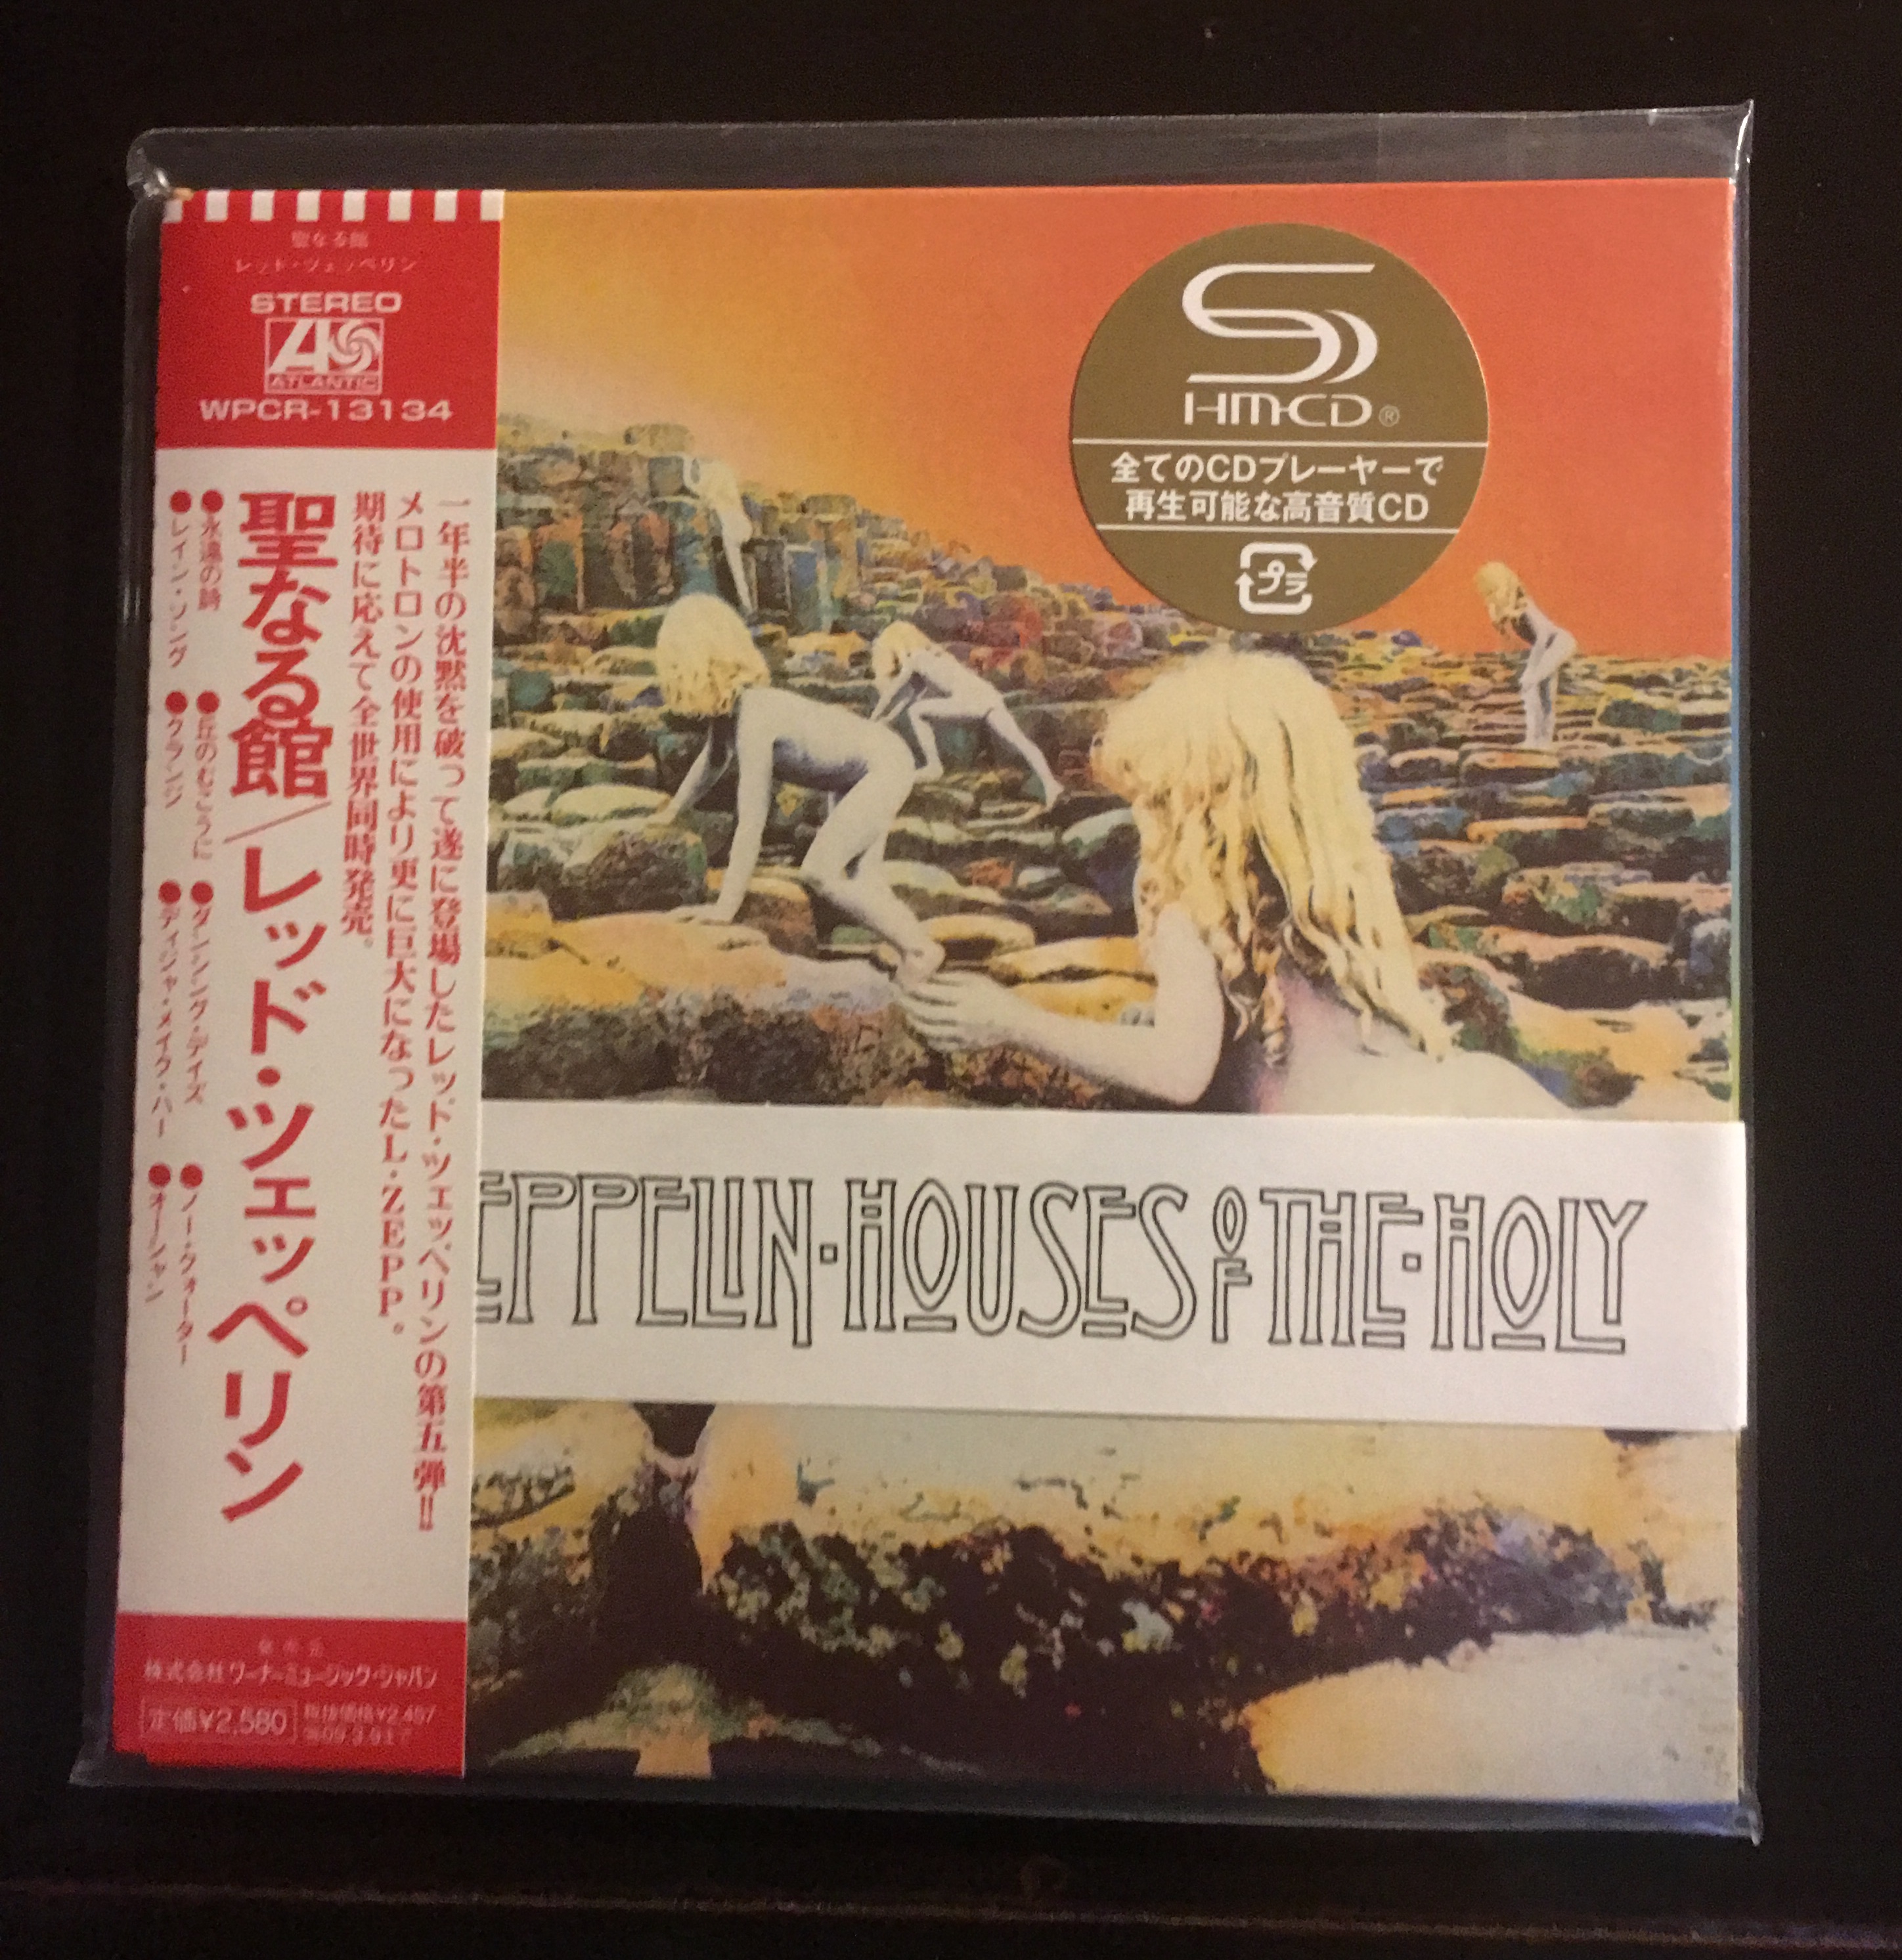 聖なる館
レッド・ツェッペリン
STEREO
ATLANTIC
WPCR-13134
一年半の沈黙を破って遂に登場したレッド・ツェッペリンの第五弾!!
メロトロンの使用により更に巨大になったL・ZEPP。
期待に応えて全世界同時発売。
聖なる館/レッド・ツェッペリン
●永遠の詩
●丘のむこうに
●ダンシング・デイズ
●ノー・クォーター
●レイン・ソング
●クランジ
●ディジャ・メイク・ハー
●オーシャン
発売元
株式会社ワーナーミュージック・ジャパン
定価¥2,580
税抜価格¥2,457
HM-CD®
全てのCDプレーヤーで
再生可能な高音質CD
プラ
EPPELIN·HOUSES OF THE·HOLY